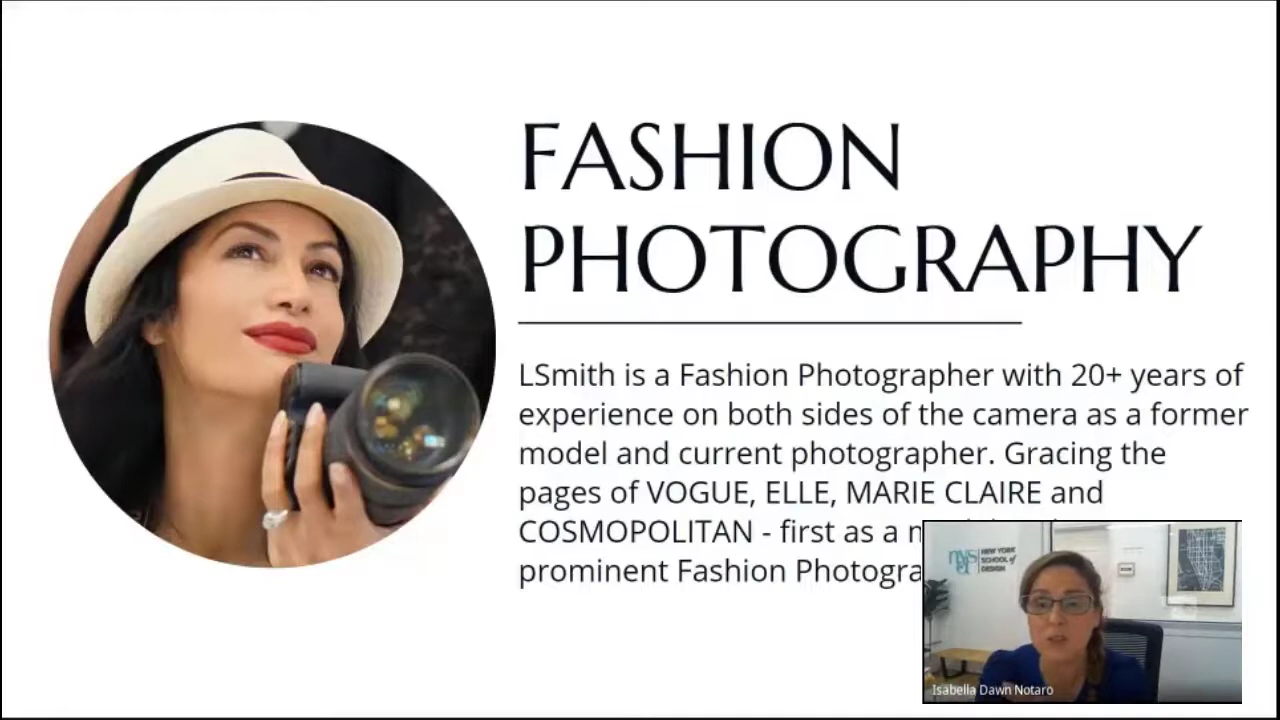 FASHION
PHOTOGRAPHY
LSmith is a Fashion Photographer with 20+ years of
experience on both sides of the camera as a former
model and current photographer. Gracing the
pages of VOGUE, ELLE, MARIE CLAIRE and
COSMOPOLITAN - first as a
prominent Fashion
nys
NEW YORK
SCHOOL of
DESIGN
Isabella Dawn Notaro